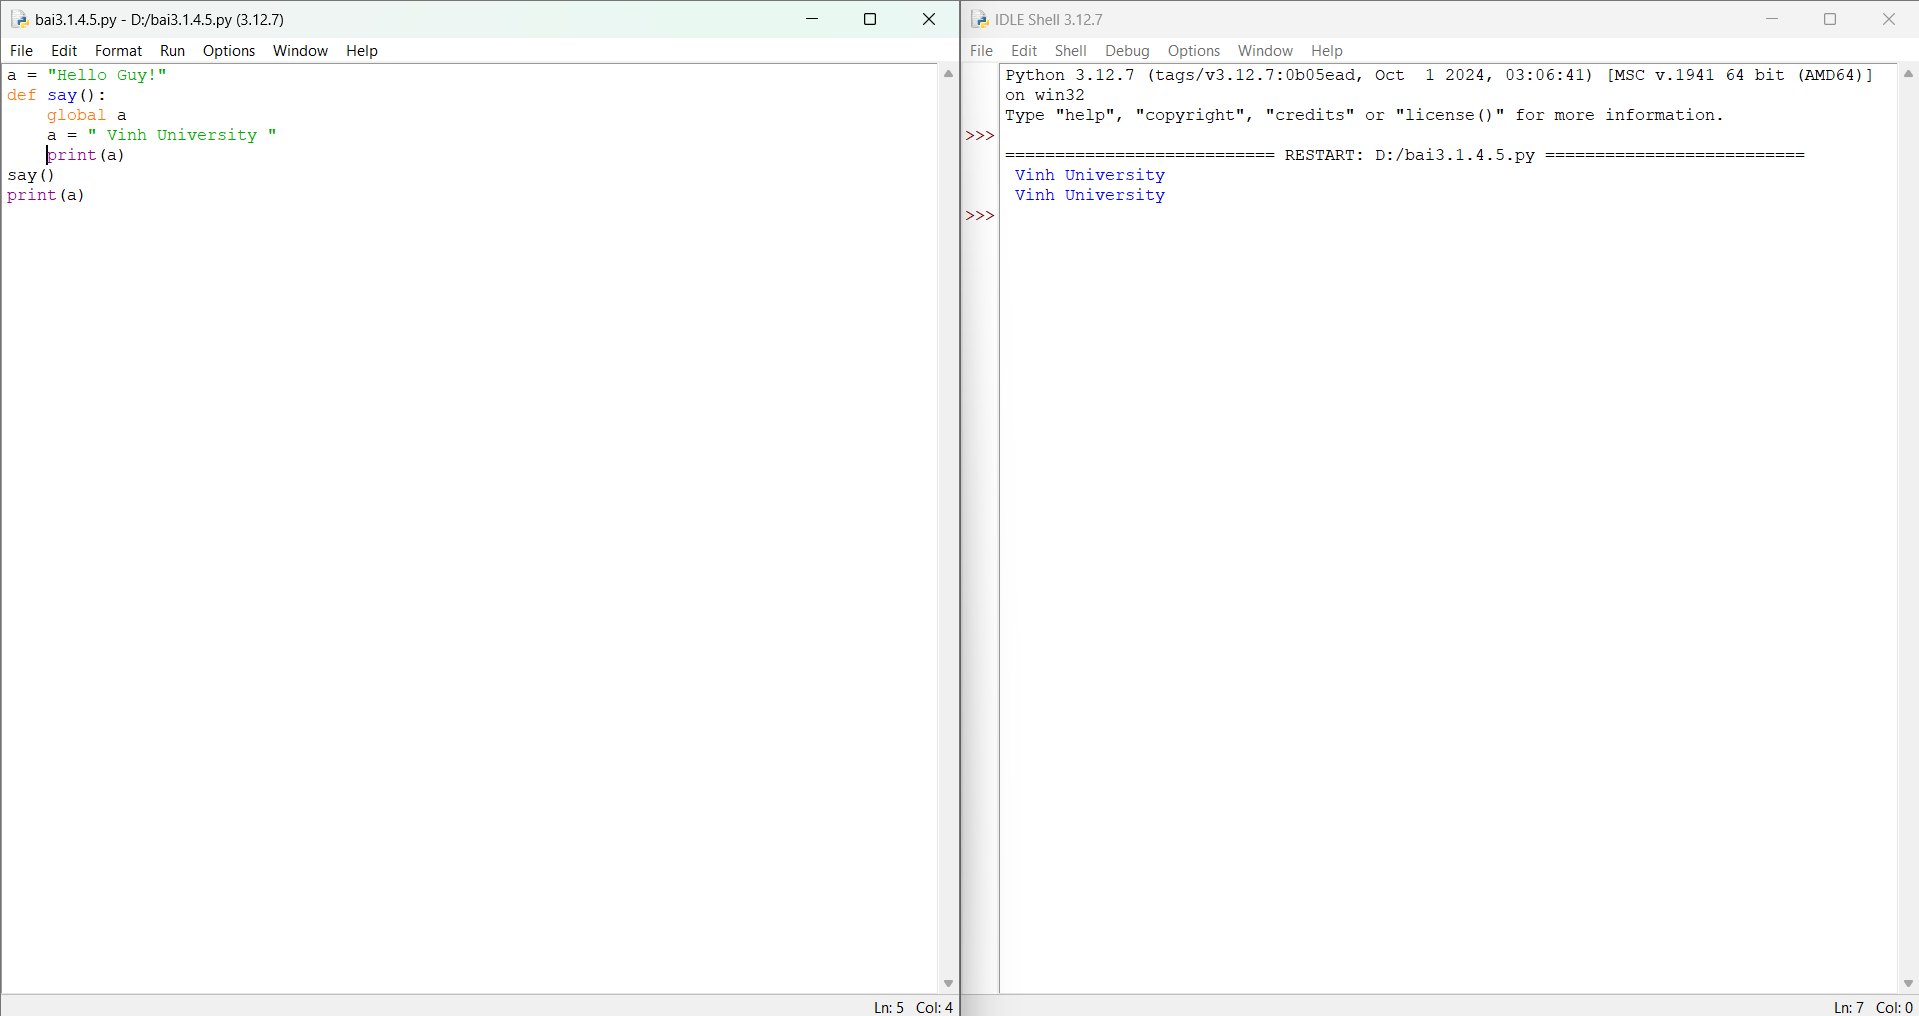 bai3.1.4.5.py - D:/bai3.1.4.5.py (3.12.7)
File Edit Format Run Options Window Help
a = "Hello Guy!"
def say():
    global a
    a = " Vinh University "
    print(a)
say()
print(a)
Ln: 5 Col: 4
IDLE Shell 3.12.7
File Edit Shell Debug Options Window Help
Python 3.12.7 (tags/v3.12.7:0b05ead, Oct  1 2024, 03:06:41) [MSC v.1941 64 bit (AMD64)]
on win32
Type "help", "copyright", "credits" or "license()" for more information.
>>>
=========================== RESTART: D:/bai3.1.4.5.py ==========================
 Vinh University
 Vinh University
>>>
Ln: 7 Col: 0